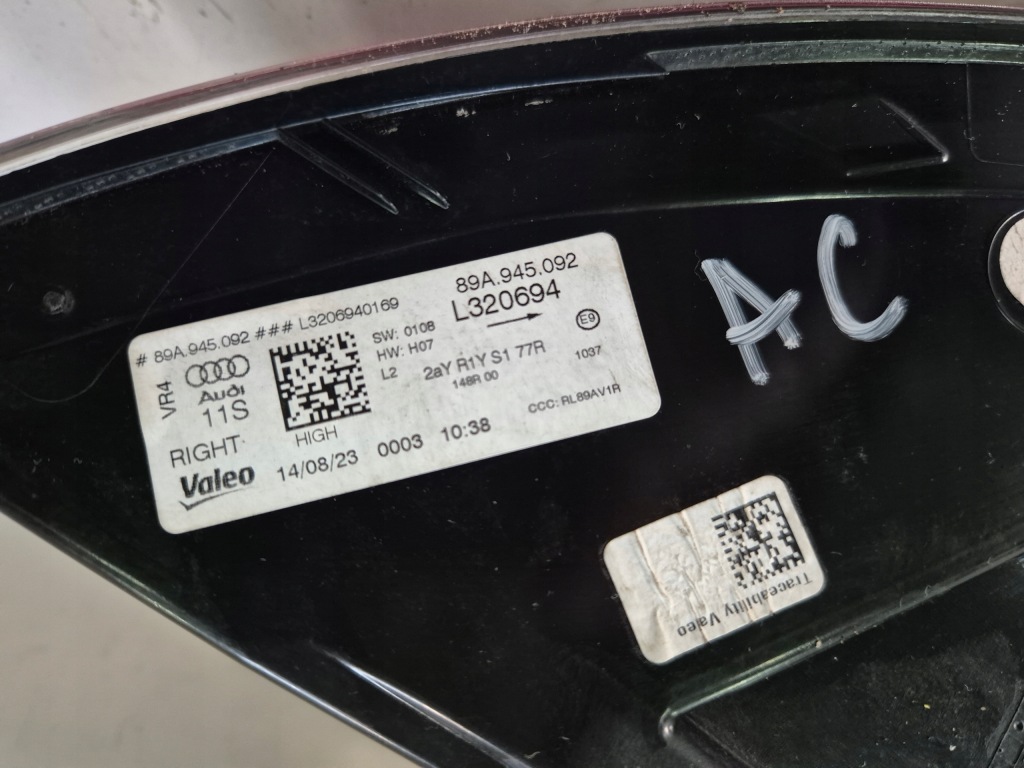 # 89A.945.092 ### L3206940169
89A.945.092
L320694
VR4
Audi
11S
SW: 0108
HW: H07
L2
2aY R1Y S1 77R
148R 00
E9
1037
CCC: RL89AV1R
RIGHT
HIGH
Valeo
14/08/23 0003 10:38
AC
Traceability Valeo